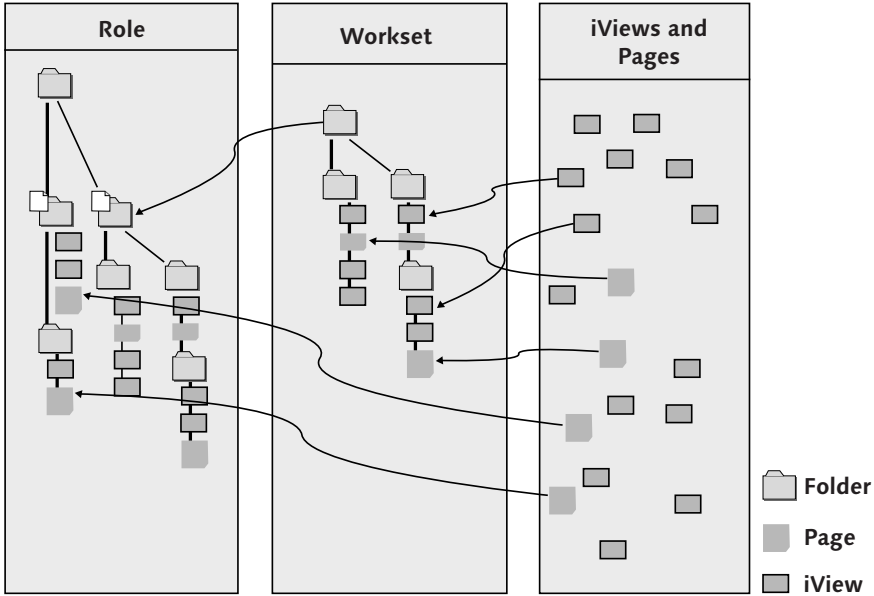 Role
Workset
iViews and
Pages
Folder
Page
iView